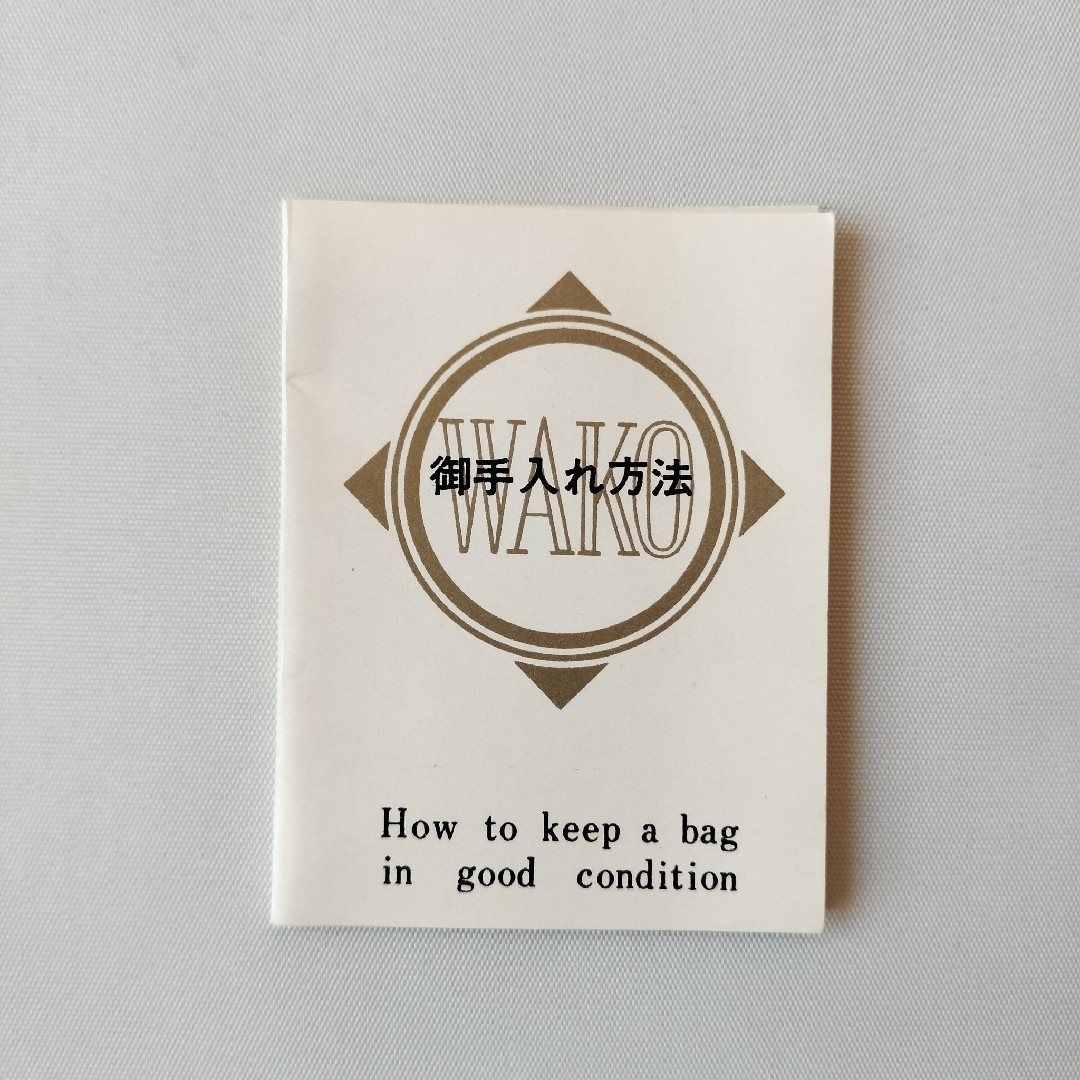 WAKO
御手入れ方法
How to keep a bag
in good condition